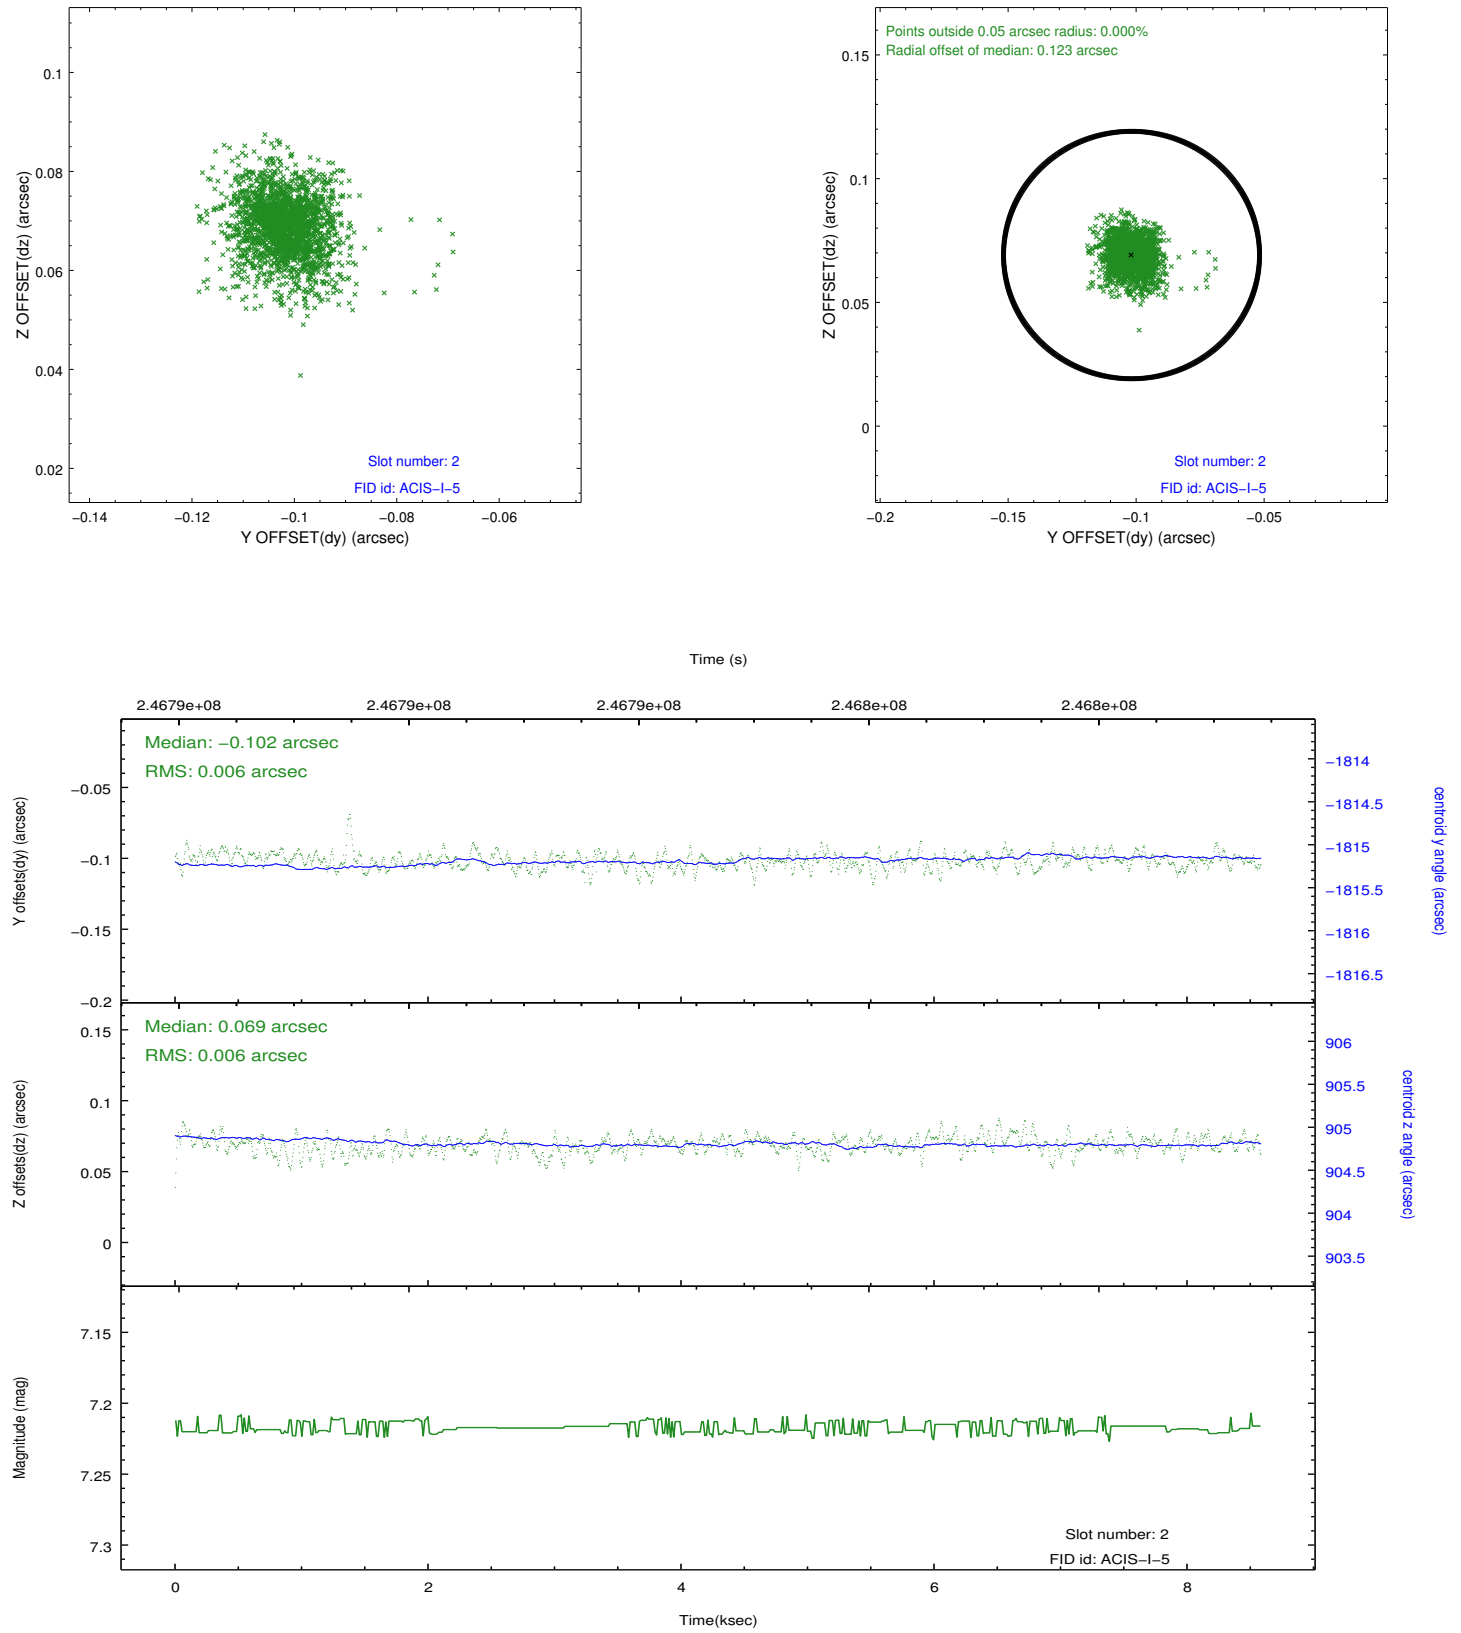 0.1
0.08
0.06
0.04
0.02
Z OFFSET(dz) (arcsec)
Slot number: 2
FID id: ACIS−I−5
−0.14
−0.12
−0.1
−0.08
−0.06
Y OFFSET(dy) (arcsec)
Points outside 0.05 arcsec radius: 0.000%
Radial offset of median: 0.123 arcsec
0.15
0.1
0.05
0
Z OFFSET(dz) (arcsec)
Slot number: 2
FID id: ACIS−I−5
−0.2
−0.15
−0.1
−0.05
Y OFFSET(dy) (arcsec)
Time (s)
2.4679e+08
2.4679e+08
2.4679e+08
2.468e+08
2.468e+08
Median: −0.102 arcsec
RMS: 0.006 arcsec
−0.05
−0.1
−0.15
−0.2
Y offsets(dy) (arcsec)
−1814
−1814.5
−1815
−1815.5
−1816
−1816.5
centroid y angle (arcsec)
Median: 0.069 arcsec
RMS: 0.006 arcsec
0.15
0.1
0.05
0
Z offsets(dz) (arcsec)
906
905.5
905
904.5
904
903.5
centroid z angle (arcsec)
7.15
7.2
7.25
7.3
Magnitude (mag)
Slot number: 2
FID id: ACIS−I−5
0
2
4
6
8
Time(ksec)